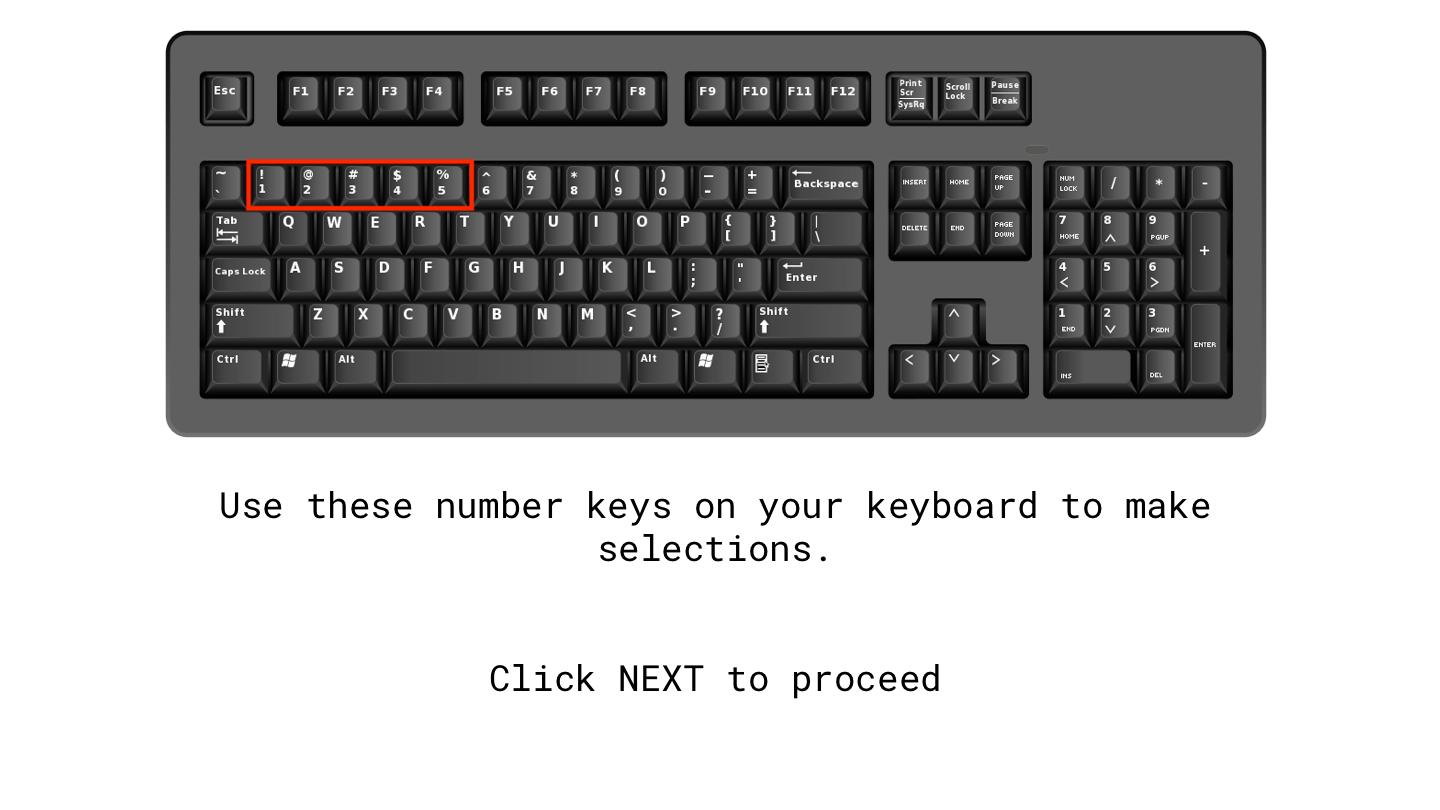 Esc F1 F2 F3 F4 F5 F6 F7 F8 F9 F10 F11 F12 Print Scr SysRq Scroll Lock Pause Break
~ ` ! 1 @ 2 # 3 $ 4 % 5 ^ 6 & 7 * 8 ( 9 ) 0 — - + = Backspace INSERT HOME PAGE UP NUM LOCK / * -
Tab Q W E R T Y U I O P { [ } ] | \ DELETE END PAGE DOWN 7 HOME 8 9 PGUP +
Caps Lock A S D F G H J K L : ; " ' Enter 4 < 5 6 >
Shift Z X C V B N M < , > . ? / Shift 1 END 2 3 PGDN ENTER
Ctrl Alt Alt Ctrl < > INS DEL
Use these number keys on your keyboard to make
selections.
Click NEXT to proceed